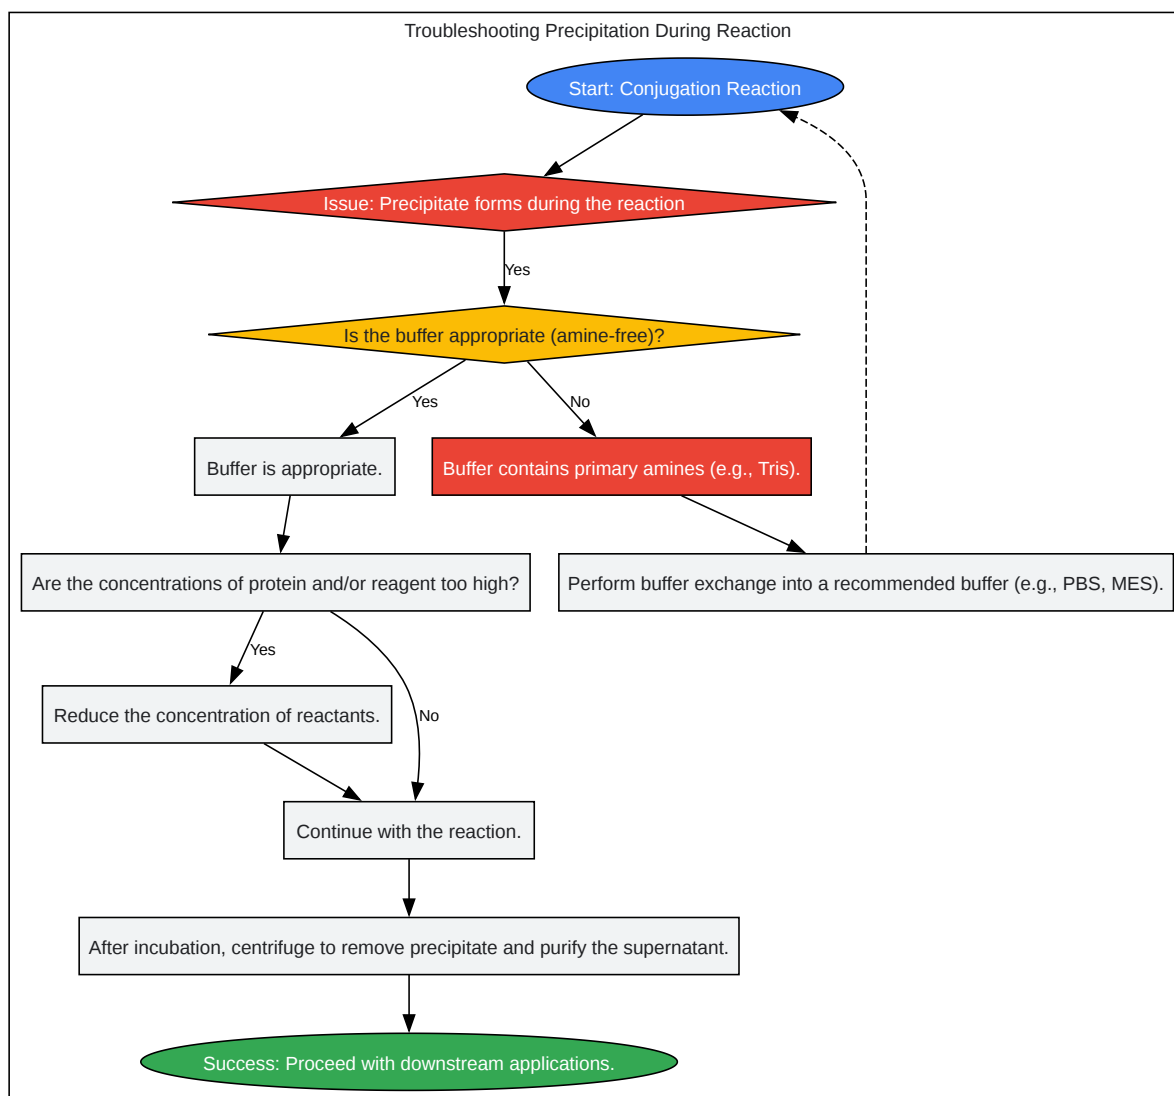 Troubleshooting Precipitation During Reaction
Start: Conjugation Reaction
Issue: Precipitate forms during the reaction
Yes
Is the buffer appropriate (amine-free)?
Yes
No
Buffer is appropriate.
Buffer contains primary amines (e.g., Tris).
Are the concentrations of protein and/or reagent too high?
Perform buffer exchange into a recommended buffer (e.g., PBS, MES).
Yes
Reduce the concentration of reactants.
No
Continue with the reaction.
After incubation, centrifuge to remove precipitate and purify the supernatant.
Success: Proceed with downstream applications.